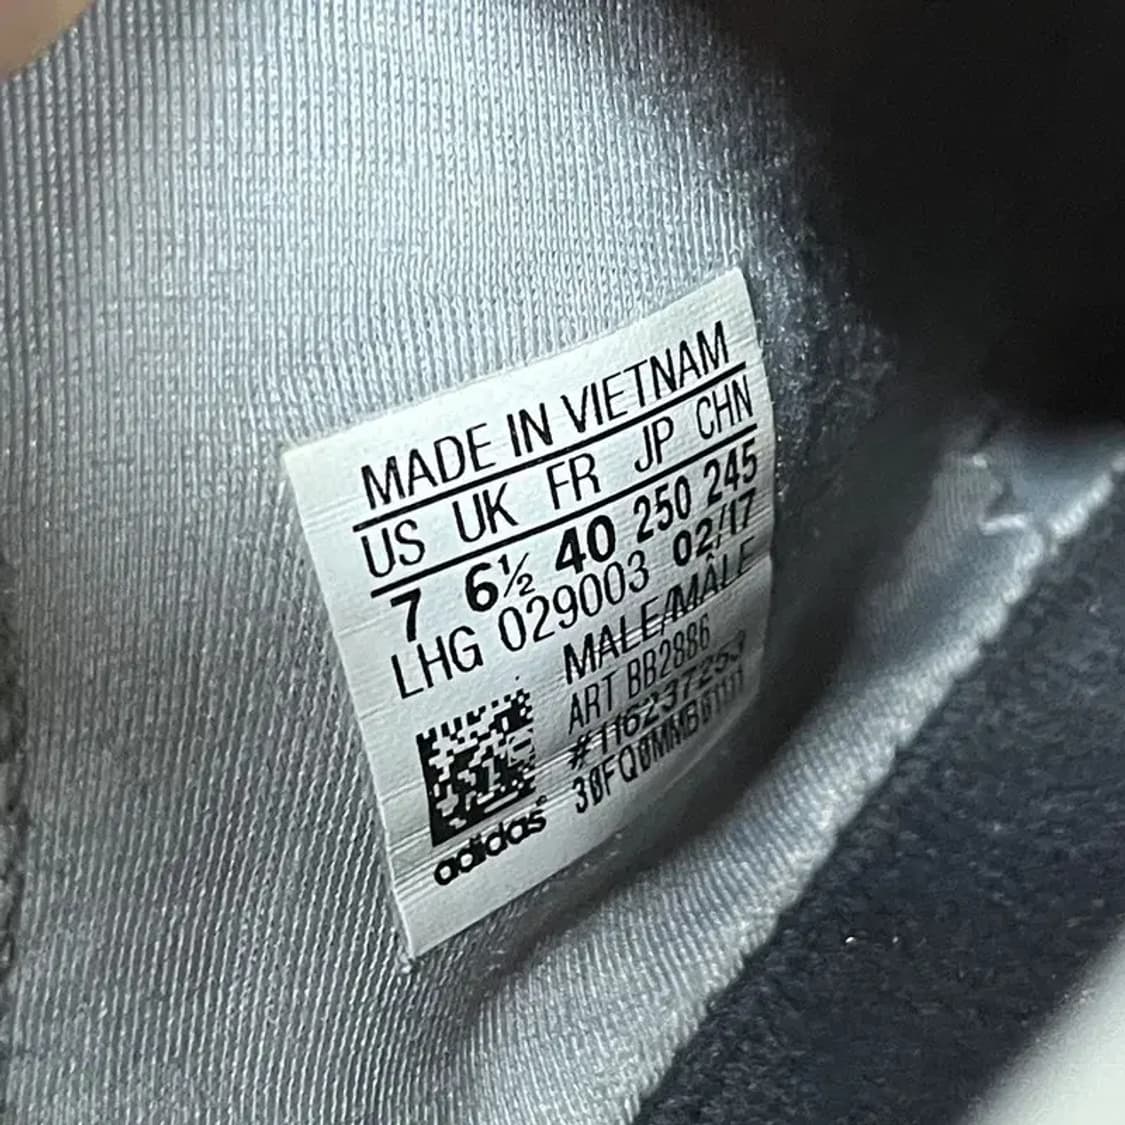 MADE IN VIETNAM
US UK FR JP CHN
7 6½ 40 250 245
LHG 029003 02/17
MALE/MÂLE
ART BB2886
#116237253
adidas